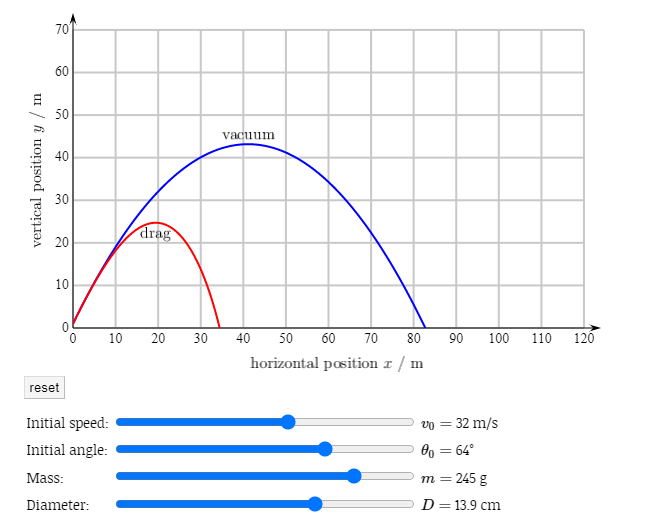 70
60
50
40
30
20
10
0
vertical position y / m
vacuum
drag
0 10 20 30 40 50 60 70 80 90 100 110 120
horizontal position x / m
reset
Initial speed: v₀ = 32 m/s
Initial angle: θ₀ = 64°
Mass: m = 245 g
Diameter: D = 13.9 cm